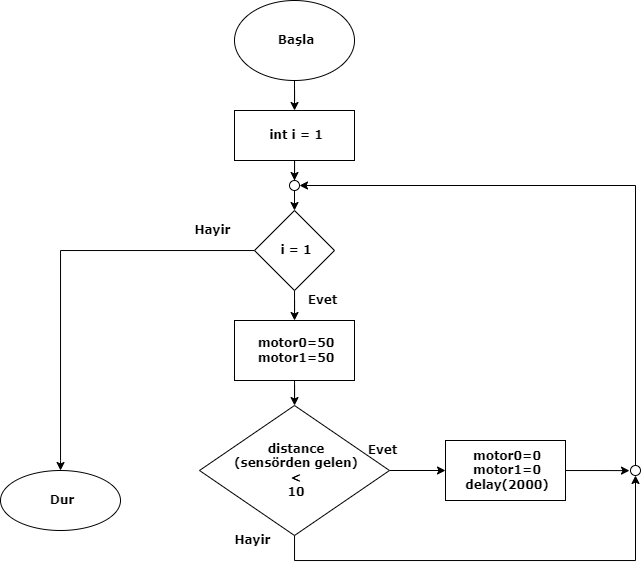 Başla
int i = 1
Hayir
i = 1
Evet
motor0=50
motor1=50
distance
(sensörden gelen)
<
10
Evet
motor0=0
motor1=0
delay(2000)
Dur
Hayir